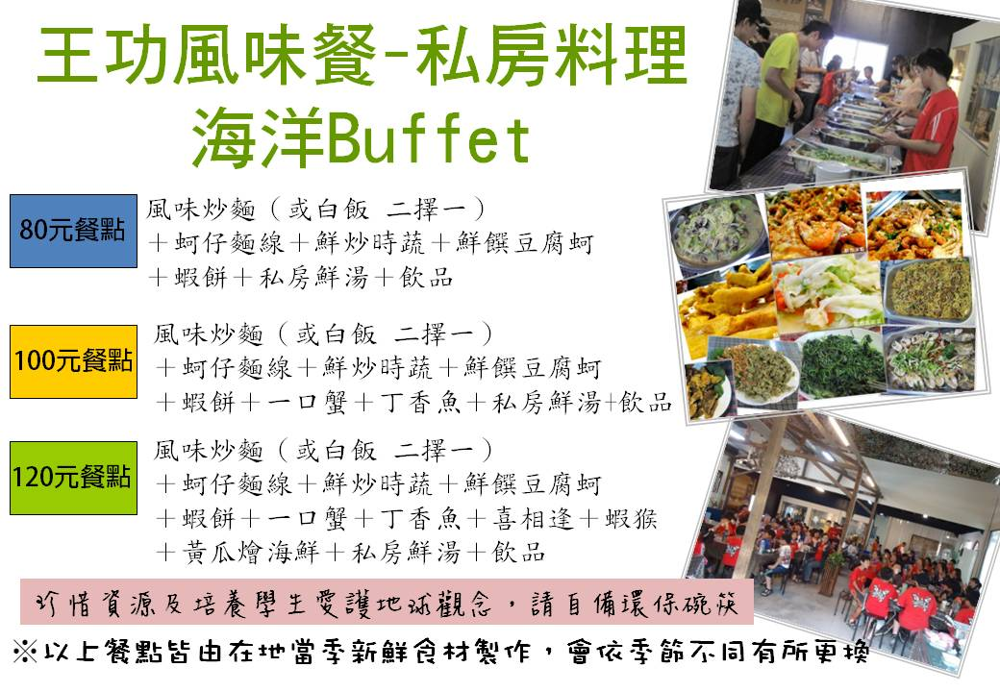 王功風味餐-私房料理
海洋Buffet
80元餐點
風味炒麵（或白飯 二擇一）
＋蚵仔麵線＋鮮炒時蔬＋鮮饌豆腐蚵
＋蝦餅＋私房鮮湯＋飲品
100元餐點
風味炒麵（或白飯 二擇一）
＋蚵仔麵線＋鮮炒時蔬＋鮮饌豆腐蚵
＋蝦餅＋一口蟹＋丁香魚＋私房鮮湯+飲品
120元餐點
風味炒麵（或白飯 二擇一）
＋蚵仔麵線＋鮮炒時蔬＋鮮饌豆腐蚵
＋蝦餅＋一口蟹＋丁香魚＋喜相逢＋蝦猴
＋黃瓜燴海鮮＋私房鮮湯＋飲品
珍惜資源及培養學生愛護地球觀念，請自備環保碗筷
※以上餐點皆由在地當季新鮮食材製作，會依季節不同有所更換